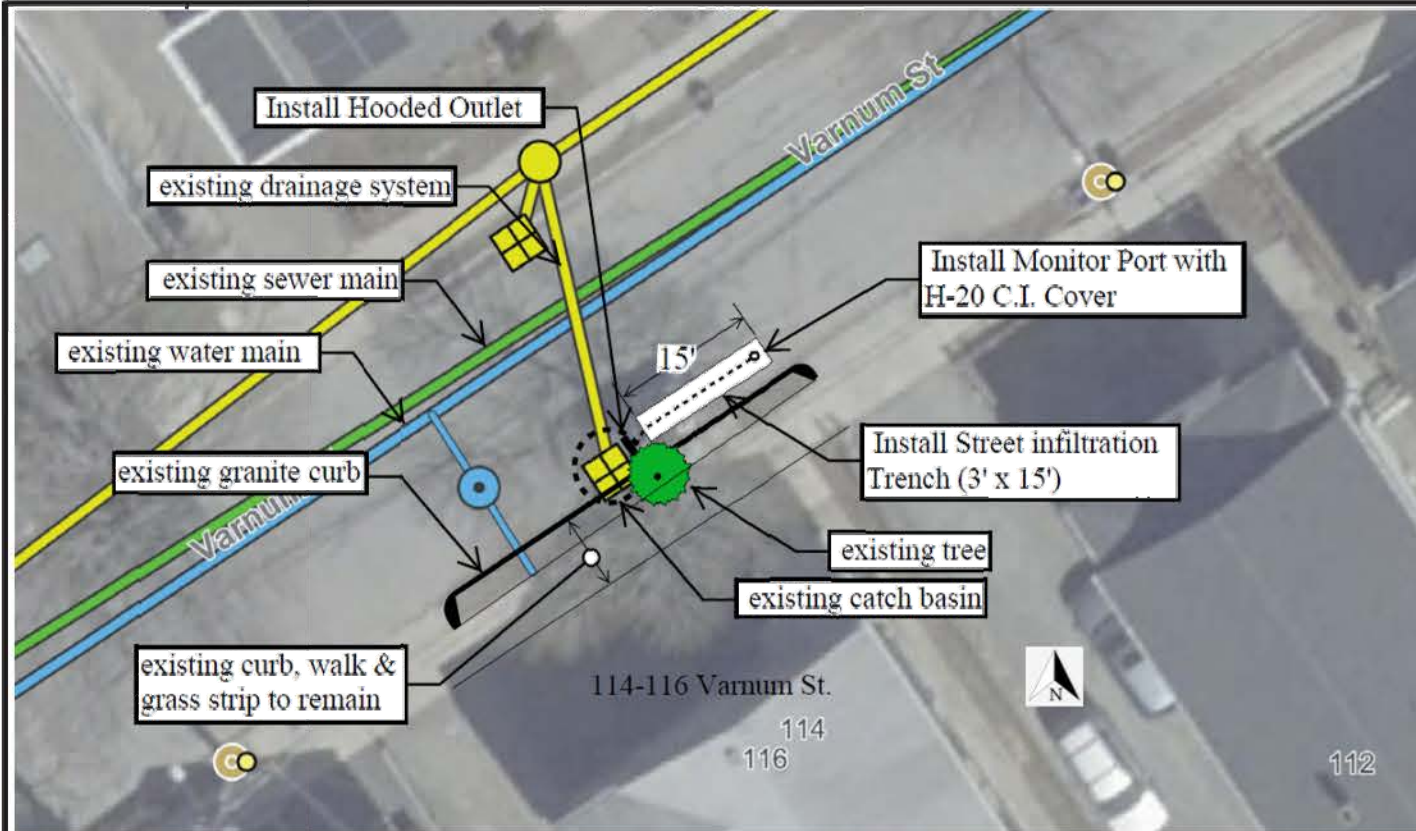 Install Hooded Outlet
Varnum St
existing drainage system
Install Monitor Port with
H-20 C.I. Cover
existing sewer main
existing water main
15'
Install Street infiltration
Trench (3' x 15')
existing granite curb
Varnum
existing tree
existing catch basin
existing curb, walk &
grass strip to remain
114-116 Varnum St.
N
114
116
112